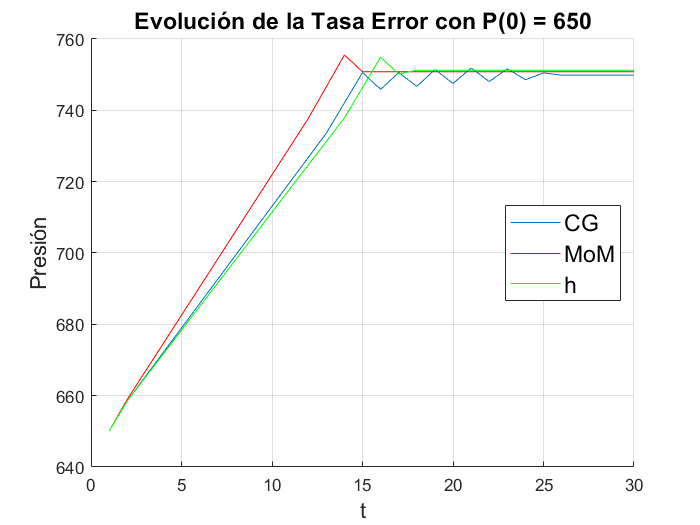 Evolución de la Tasa Error con P(0) = 650
760
740
720
700
680
660
640
Presión
0 5 10 15 20 25 30
t
CG
MoM
h